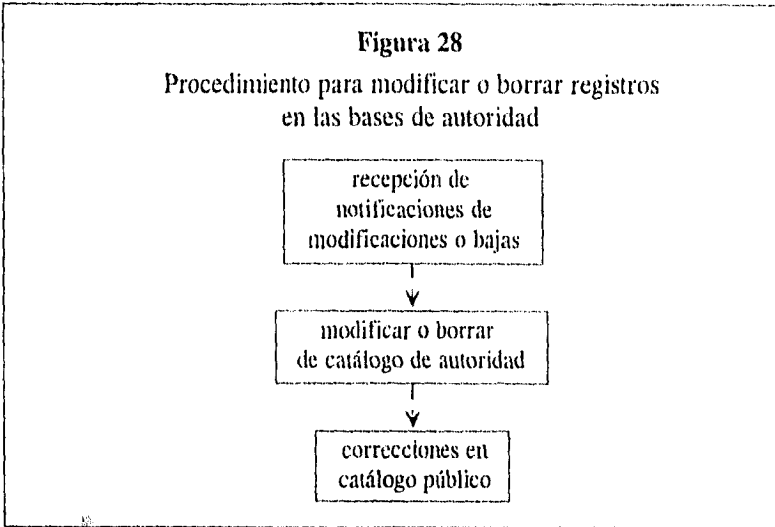 Figura 28
Procedimiento para modificar o borrar registros
en las bases de autoridad
recepción de
notificaciones de
modificaciones o bajas
modificar o borrar
de catálogo de autoridad
correcciones en
catálogo público